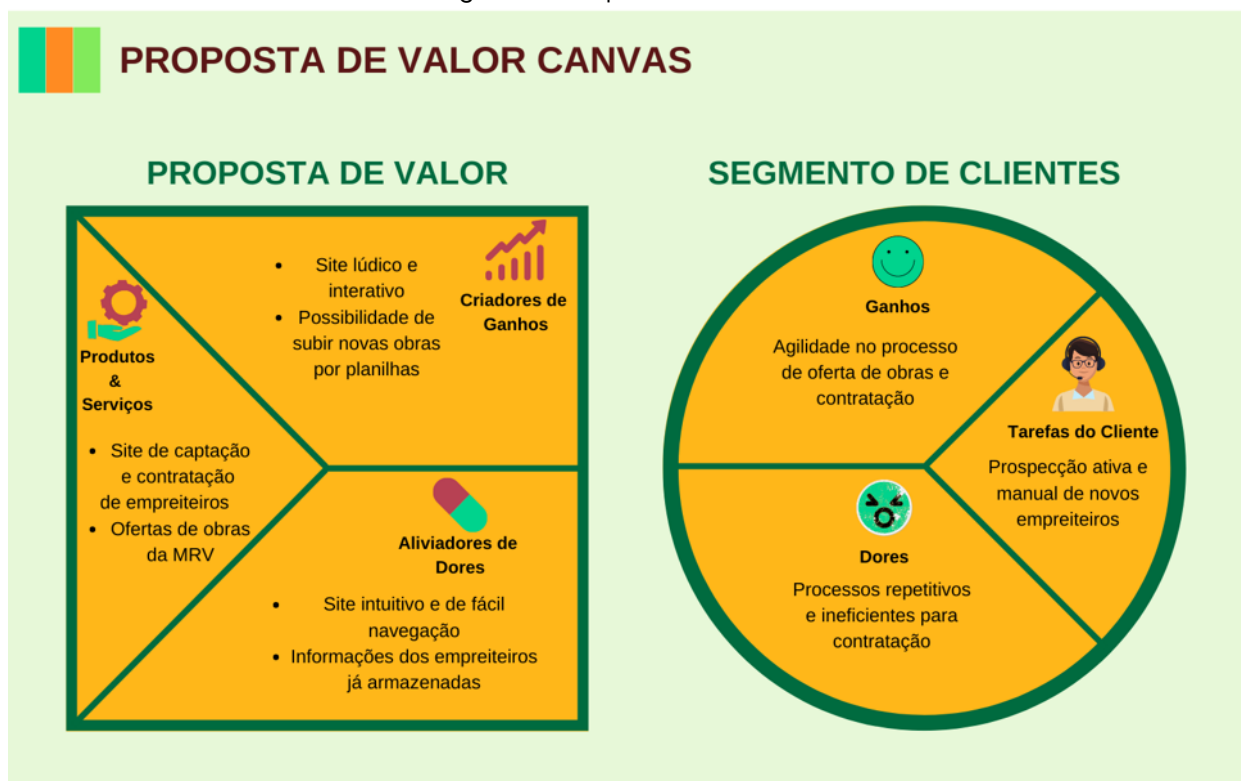 PROPOSTA DE VALOR CANVAS
PROPOSTA DE VALOR
Produtos
&
Serviços
• Site de captação
e contratação
de empreiteiros
• Ofertas de obras
da MRV
• Site lúdico e
interativo
• Possibilidade de
subir novas obras
por planilhas
Criadores de
Ganhos
Aliviadores de
Dores
• Site intuitivo e de fácil
navegação
• Informações dos empreiteiros
já armazenadas
SEGMENTO DE CLIENTES
Ganhos
Agilidade no processo
de oferta de obras e
contratação
Tarefas do Cliente
Prospecção ativa e
manual de novos
empreiteiros
Dores
Processos repetitivos
e ineficientes para
contratação